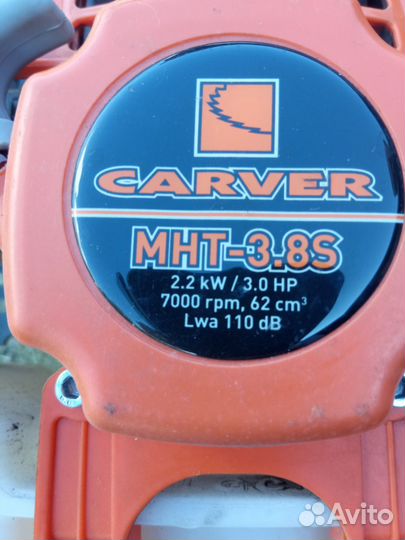 CARVER
MHT-3.8S
2.2 kW / 3.0 HP
7000 rpm, 62 cm³
Lwa 110 dB
Avito